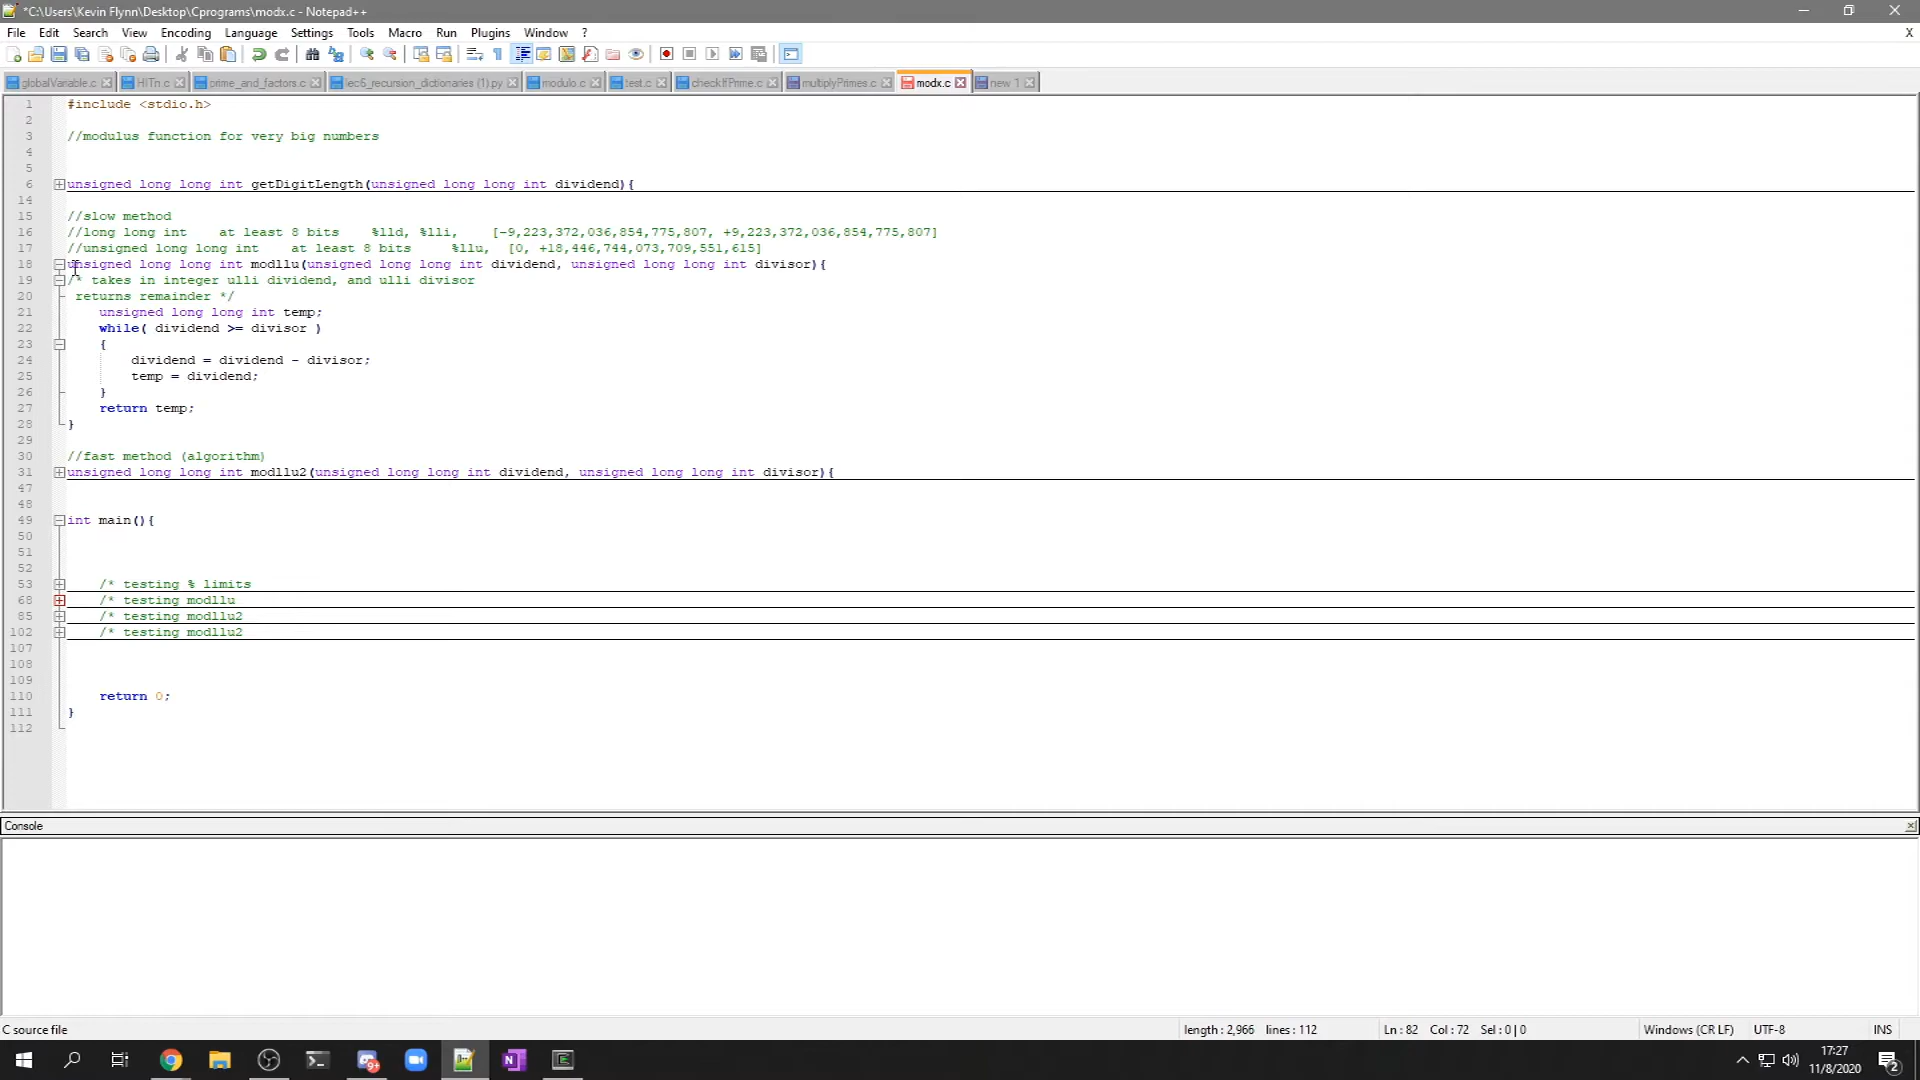 *C:\Users\Kevin Flynn\Desktop\Cprograms\modx.c - Notepad++
File Edit Search View Encoding Language Settings Tools Macro Run Plugins Window ? X
globalVariable.c HITn.c prime_and_factors.c lec6_recursion_dictionaries (1).py modulo.c test.c checkIfPrime.c multiplyPrimes.c modx.c new 1
1 #include <stdio.h>
2
3 //modulus function for very big numbers
4
5
6 unsigned long long int getDigitLength(unsigned long long int dividend){
14
15 //slow method
16 //long long int    at least 8 bits    %lld, %lli,    [-9,223,372,036,854,775,807, +9,223,372,036,854,775,807]
17 //unsigned long long int    at least 8 bits     %llu,  [0, +18,446,744,073,709,551,615]
18 unsigned long long int modllu(unsigned long long int dividend, unsigned long long int divisor){
19 /* takes in integer ulli dividend, and ulli divisor
20  returns remainder */
21     unsigned long long int temp;
22     while( dividend >= divisor )
23     {
24         dividend = dividend - divisor;
25         temp = dividend;
26     }
27     return temp;
28 }
29
30 //fast method (algorithm)
31 unsigned long long int modllu2(unsigned long long int dividend, unsigned long long int divisor){
47
48
49 int main(){
50
51
52
53     /* testing % limits
68     /* testing modllu
85     /* testing modllu2
102     /* testing modllu2
107
108
109
110     return 0;
111 }
112
Console
C source file length : 2,966 lines : 112 Ln : 82 Col : 72 Sel : 0 | 0 Windows (CR LF) UTF-8 INS
17:27
11/8/2020
9+
2